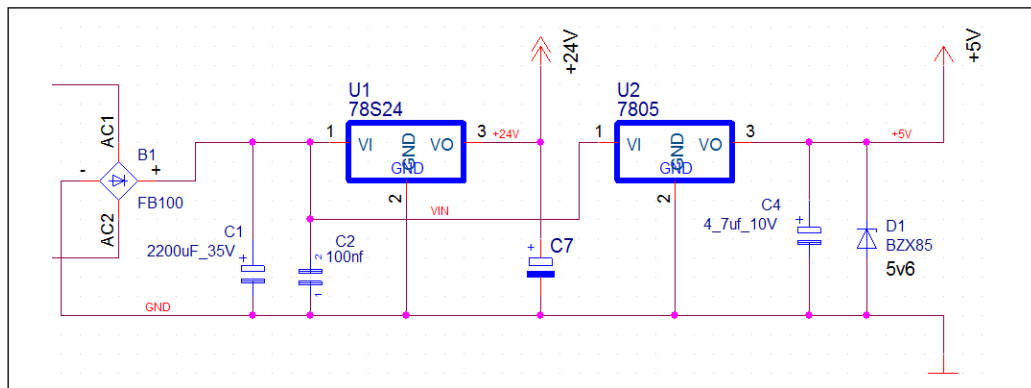 +24V
+5V
U1
78S24
U2
7805
AC1
B1
-
+
FB100
AC2
1
VI
GND
VO
3
+24V
GND
2
1
VI
GND
VO
3
+5V
GND
2
VIN
C1
2200uF_35V
+
C2
100nf
2
1
C7
+
C4
4_7uf_10V
+
D1
BZX85
5v6
GND